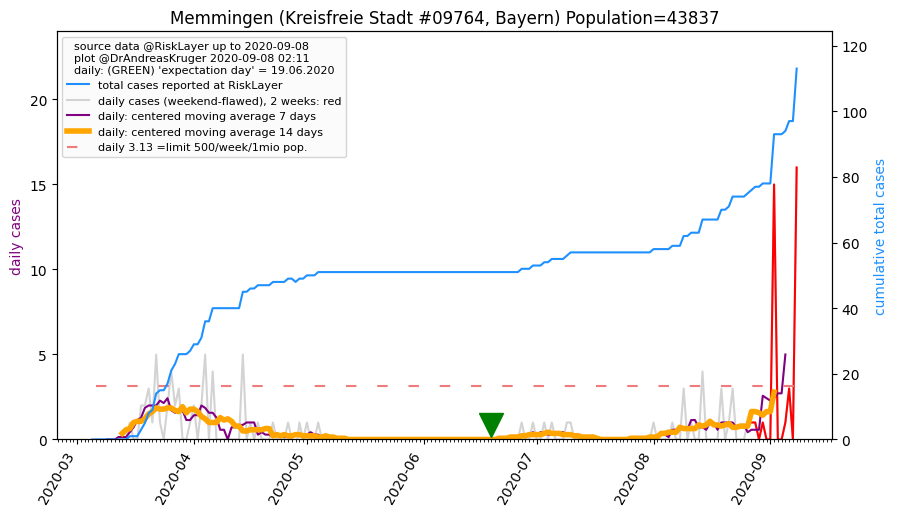 Memmingen (Kreisfreie Stadt #09764, Bayern) Population=43837
source data @RiskLayer up to 2020-09-08
plot @DrAndreasKruger 2020-09-08 02:11
daily: (GREEN) 'expectation day' = 19.06.2020
total cases reported at RiskLayer
daily cases (weekend-flawed), 2 weeks: red
daily: centered moving average 7 days
daily: centered moving average 14 days
daily 3.13 =limit 500/week/1mio pop.
daily cases
20
15
10
5
0
cumulative total cases
120
100
80
60
40
20
0
2020-03
2020-04
2020-05
2020-06
2020-07
2020-08
2020-09